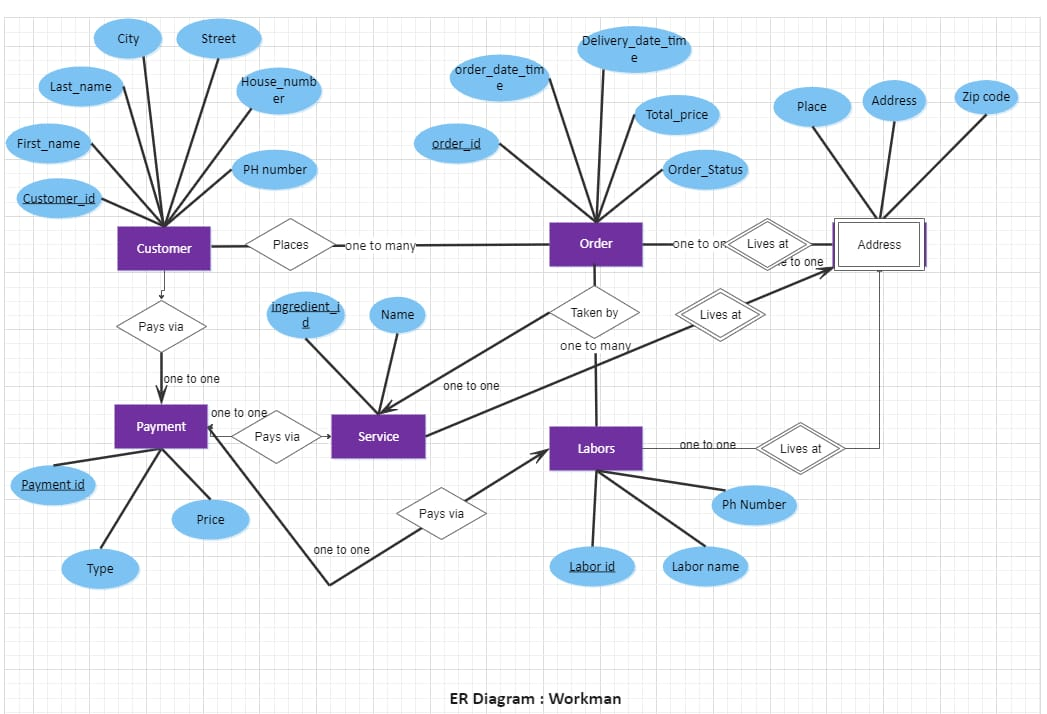 City
Street
Delivery_date_tim
e
order_date_tim
e
Last_name
House_numb
er
Place
Address
Zip code
Total_price
First_name
order_id
PH number
Order_Status
Customer_id
Customer
Places
one to many
Order
one to or
Lives at
Address
e to one
ingredient_i
d
Name
Taken by
Lives at
Pays via
one to many
one to one
one to one
one to one
Payment
Pays via
Service
Labors
one to one
Lives at
Payment id
Price
Pays via
Ph Number
one to one
Type
Labor id
Labor name
ER Diagram : Workman